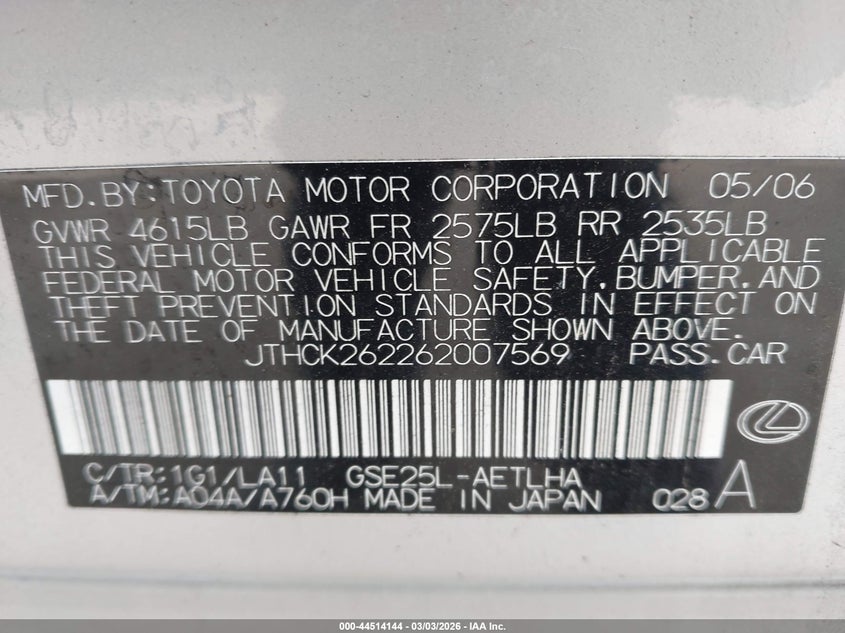 MFD.BY:TOYOTA MOTOR CORPORATION 05/06
GVWR 4615LB GAWR FR 2575LB RR 2535LB
THIS VEHICLE CONFORMS TO ALL APPLICABLE
FEDERAL MOTOR VEHICLE SAFETY,BUMPER,AND
THEFT PREVENTION STANDARDS IN EFFECT ON
THE DATE OF MANUFACTURE SHOWN ABOVE.
JTHCK262262007569 PASS.CAR
C/TR:1G1/LA11 GSE25L-AETLHA
A/TM:A04A/A760H MADE IN JAPAN 028 A
000-44514144 | 03/03/2026 - IAA Inc.